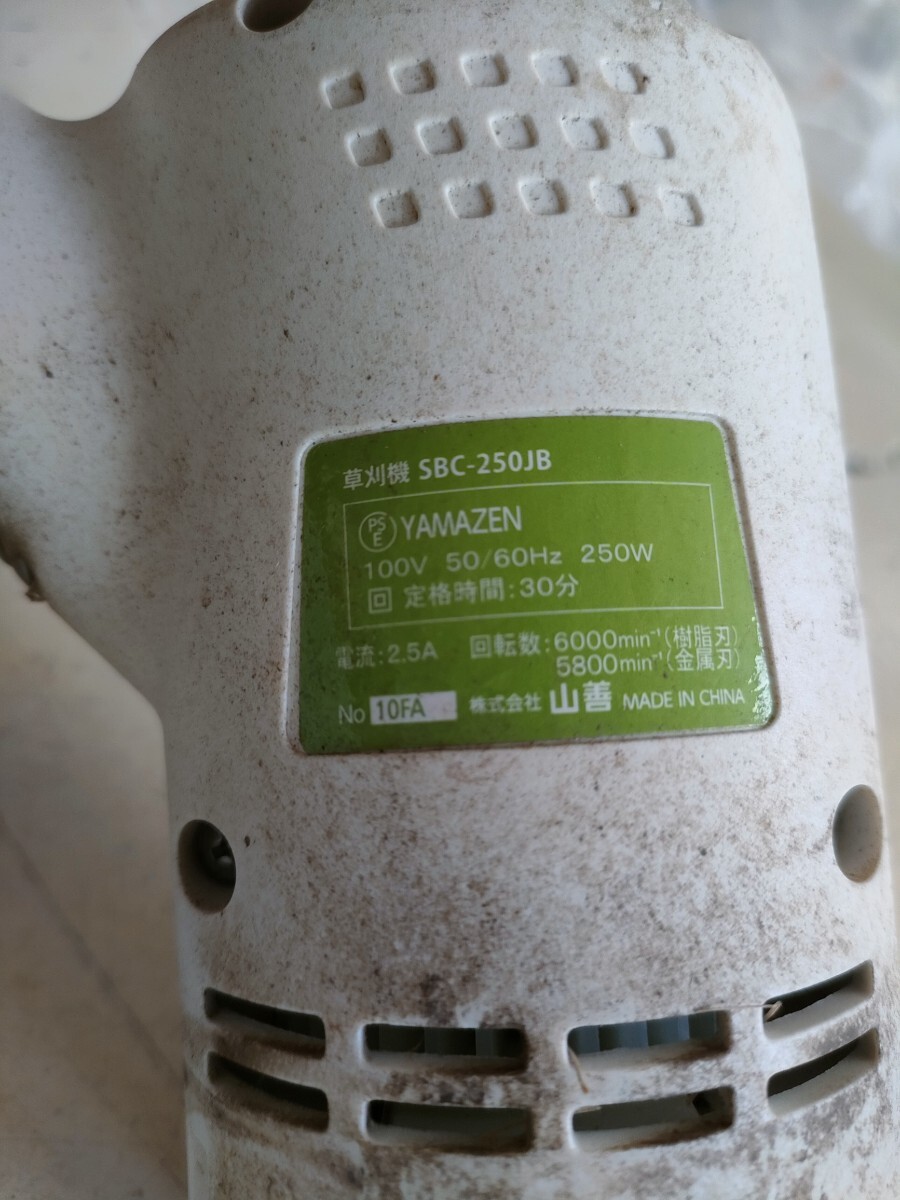 草刈機 SBC-250JB
PSE YAMAZEN
100V 50/60Hz 250W
回 定格時間:30分
電流:2.5A 回転数:6000min⁻¹(樹脂刃)
5800min⁻¹(金属刃)
No 10FA 株式会社 山善 MADE IN CHINA